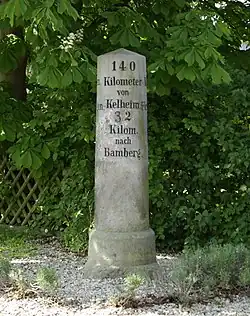 140
Kilometer
von
Kelheim
32
Kilom.
nach
Bamberg.